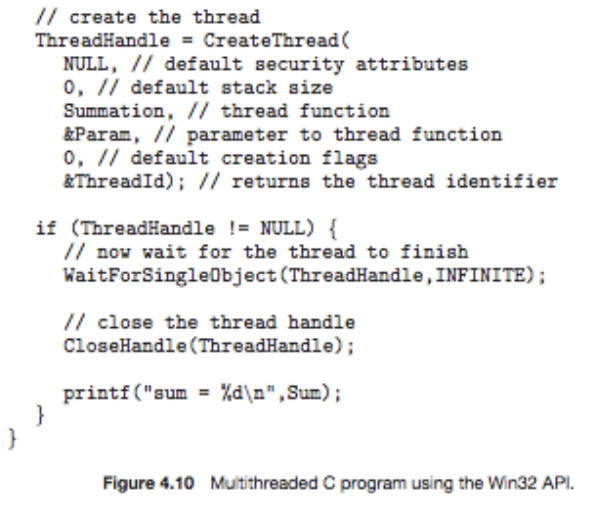 // create the thread
ThreadHandle = CreateThread(
NULL, // default security attributes
0, // default stack size
Summation, // thread function
&Param, // parameter to thread function
0, // default creation flags
&ThreadId); // returns the thread identifier
if (ThreadHandle != NULL) {
// now wait for the thread to finish
WaitForSingleObject(ThreadHandle,INFINITE);
// close the thread handle
CloseHandle(ThreadHandle);
printf("sum = %d\n",Sum);
}
}
Figure 4.10 Multithreaded C program using the Win32 API.